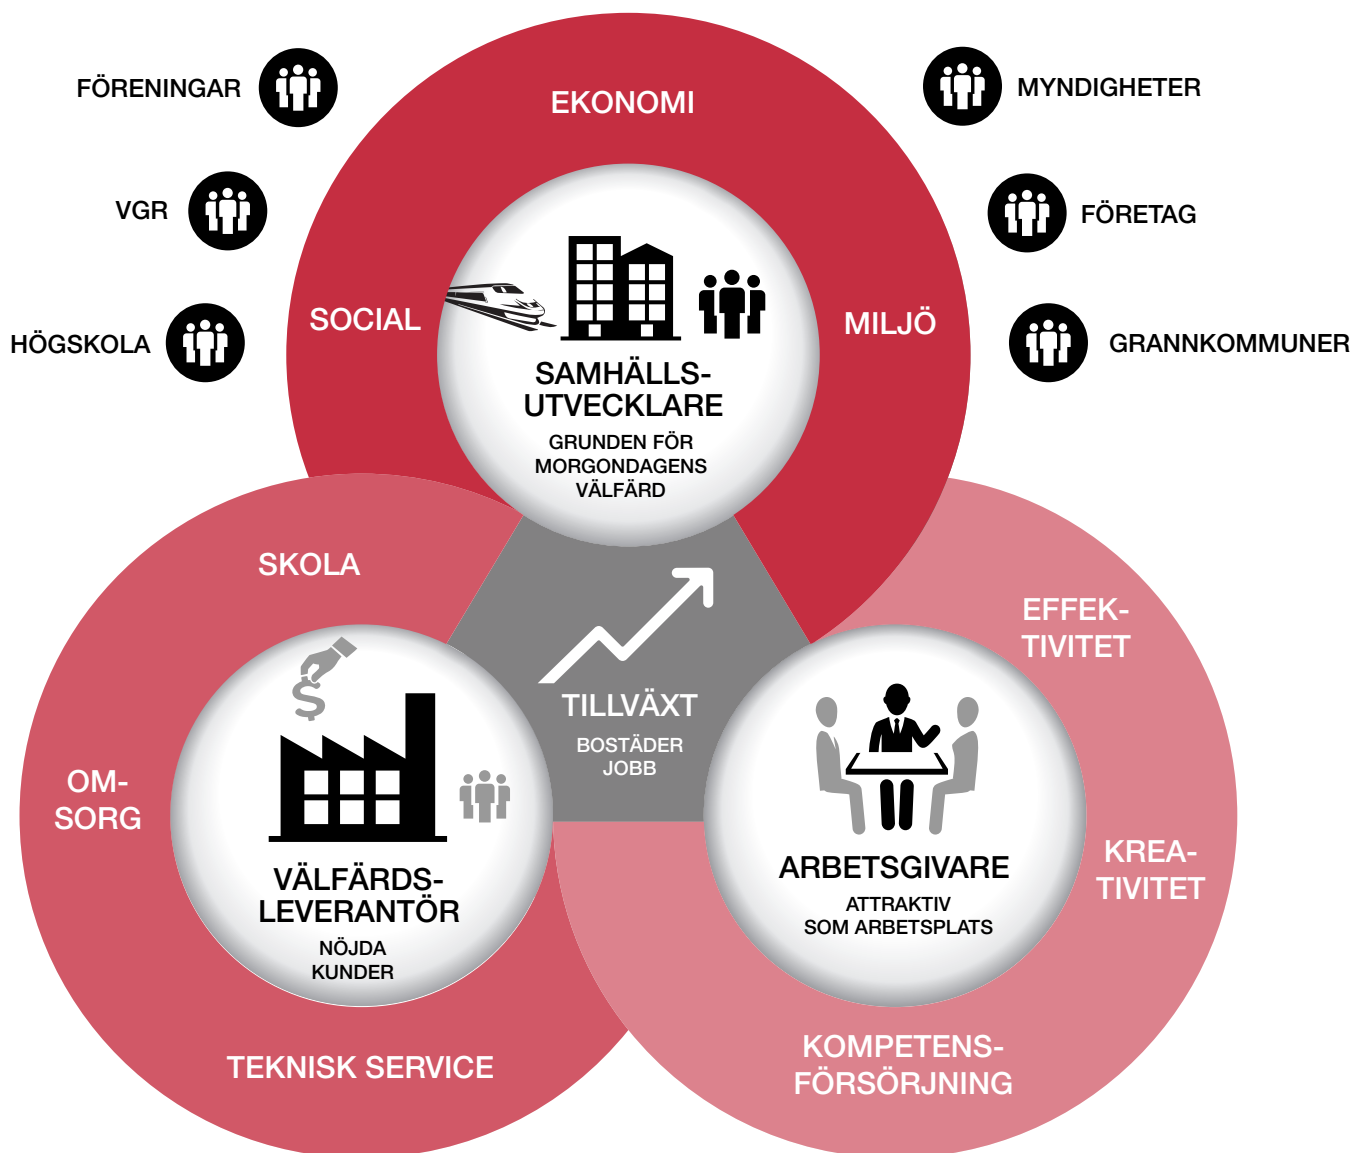 FÖRENINGAR
VGR
HÖGSKOLA
MYNDIGHETER
FÖRETAG
GRANNKOMMUNER
EKONOMI
SOCIAL
MILJÖ
SAMHÄLLS-
UTVECKLARE
GRUNDEN FÖR
MORGONDAGENS
VÄLFÄRD
SKOLA
OM-
SORG
VÄLFÄRDS-
LEVERANTÖR
NÖJDA
KUNDER
TEKNISK SERVICE
TILLVÄXT
BOSTÄDER
JOBB
EFFEK-
TIVITET
KREA-
TIVITET
ARBETSGIVARE
ATTRAKTIV
SOM ARBETSPLATS
KOMPETENS-
FÖRSÖRJNING